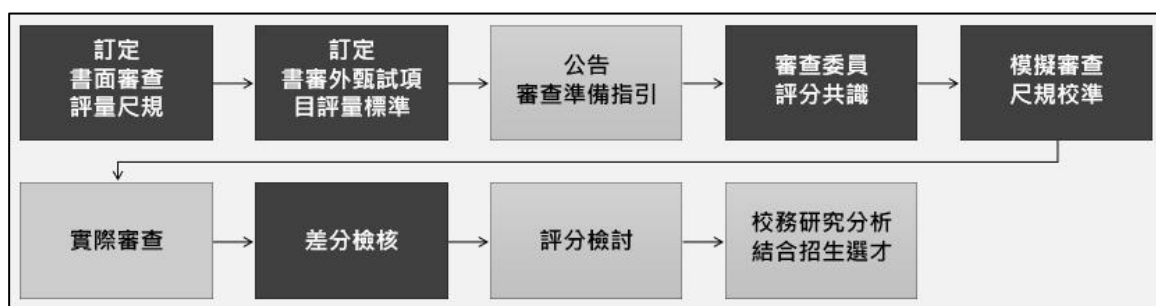 訂定
書面審查
評量尺規
訂定
書審外甄試項
目評量標準
公告
審查準備指引
審查委員
評分共識
模擬審查
尺規校準
實際審查
差分檢核
評分檢討
校務研究分析
結合招生選才